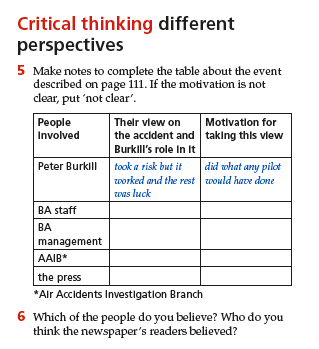 Critical thinking different
perspectives
5 Make notes to complete the table about the event
described on page 111. If the motivation is not
clear, put 'not clear'.
People Their view on Motivation for
involved the accident and taking this view
Burkill's role in it
Peter Burkill took a risk but it did what any pilot
worked and the rest would have done
was luck
BA staff
BA
management
AAIB*
the press
*Air Accidents Investigation Branch
6 Which of the people do you believe? Who do you
think the newspaper's readers believed?